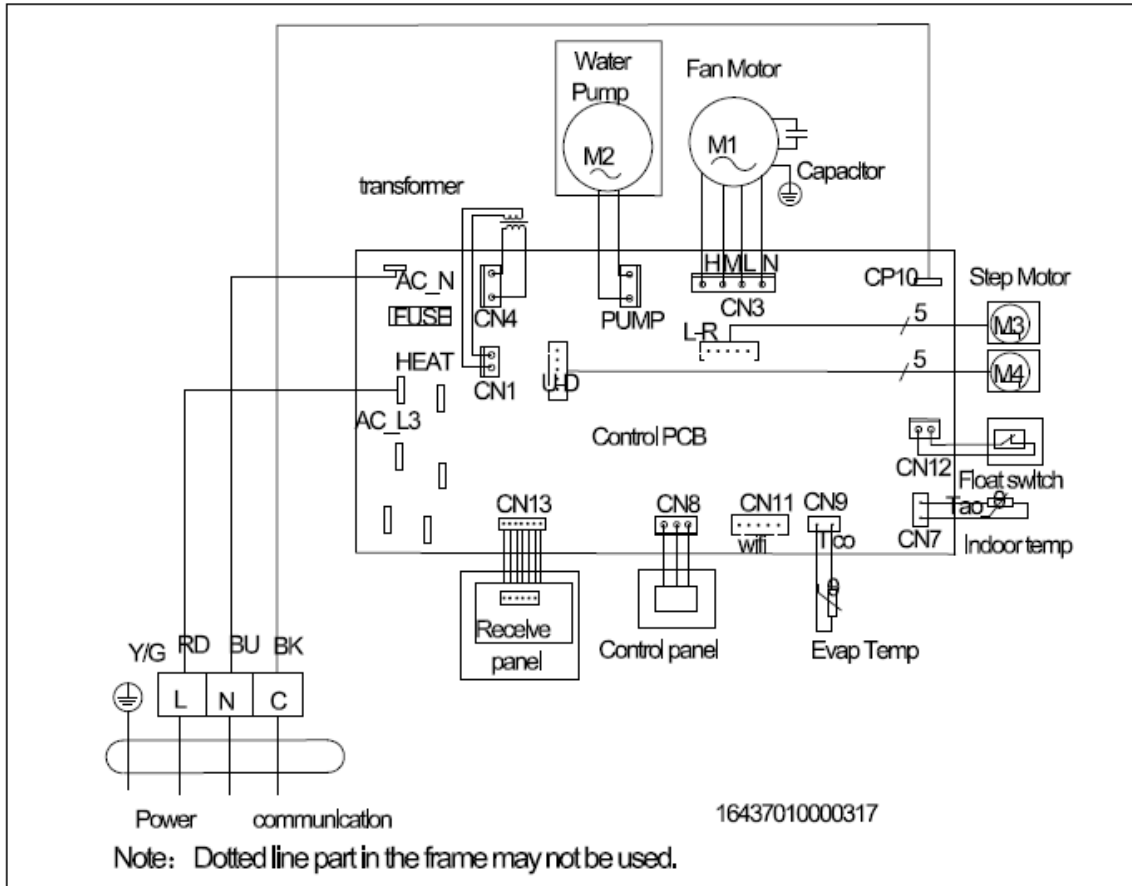 Water
Pump
M2
Fan Motor
M1
Capacitor
transformer
AC_N
FUSE
CN4
PUMP
H M L N
CN3
CP10
Step Motor
L-R
5
M3
HEAT
CN1
U-D
5
M4
AC_L3
Control PCB
CN12
Float switch
CN13
CN8
CN11
wifi
CN9
Tco
CN7
Tao
Indoor temp
Receive
panel
Control panel
Evap Temp
Y/G
RD
BU
BK
L
N
C
Power
communication
16437010000317
Note: Dotted line part in the frame may not be used.